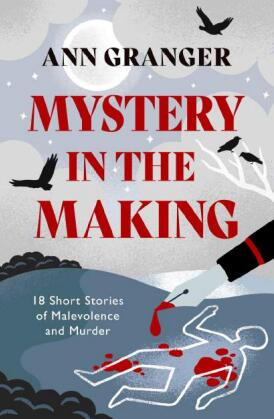 ANN GRANGER
MYSTERY
IN THE
MAKING
18 Short Stories
of Malevolence
and Murder